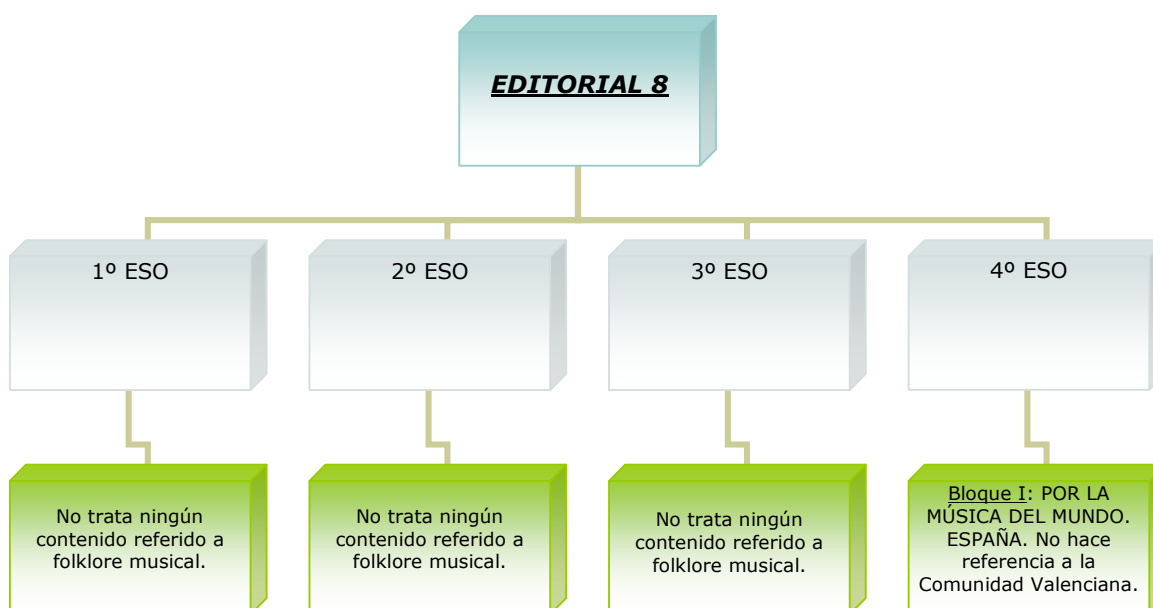 EDITORIAL 8
1º ESO
2º ESO
3º ESO
4º ESO
No trata ningún
contenido referido a
folklore musical.
No trata ningún
contenido referido a
folklore musical.
No trata ningún
contenido referido a
folklore musical.
Bloque I: POR LA
MÚSICA DEL MUNDO.
ESPAÑA. No hace
referencia a la
Comunidad Valenciana.